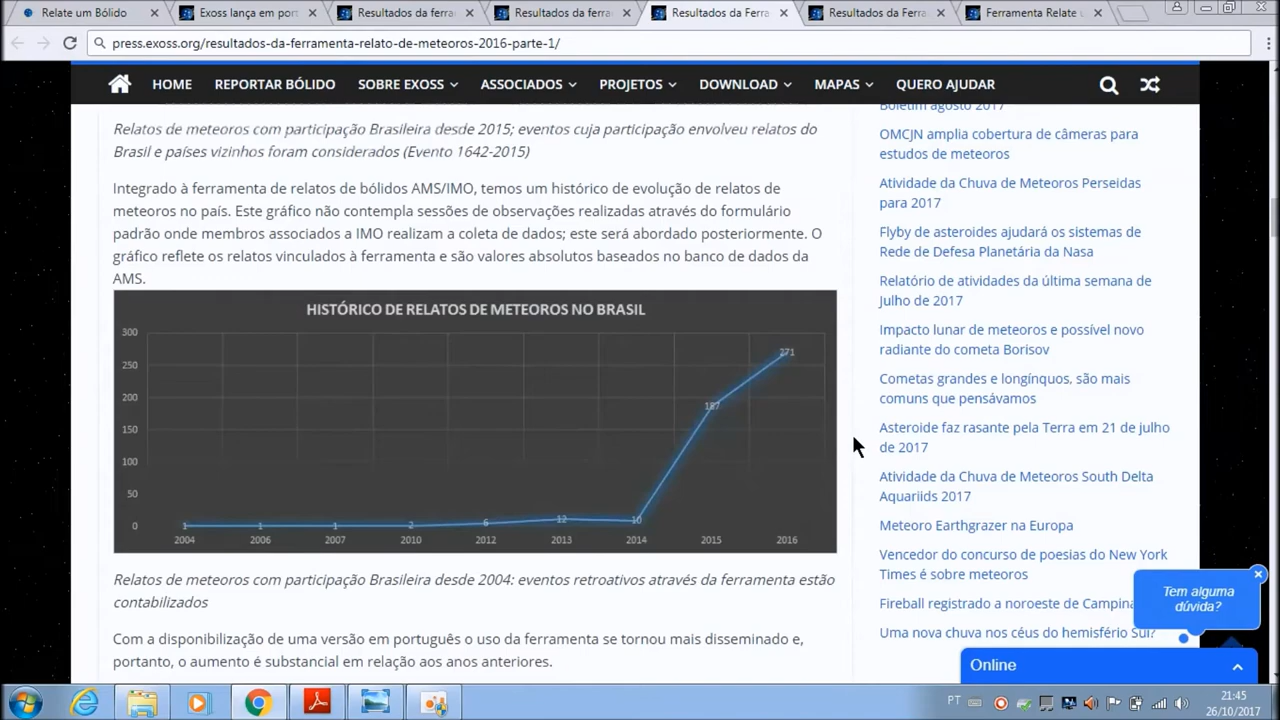 Relate um Bólido
Exoss lança em port
Resultados da ferra
Resultados da ferra
Resultados da Ferra
Resultados da Ferra
Ferramenta Relate u
press.exoss.org/resultados-da-ferramenta-relato-de-meteoros-2016-parte-1/
HOME REPORTAR BÓLIDO SOBRE EXOSS ASSOCIADOS PROJETOS DOWNLOAD MAPAS QUERO AJUDAR
Relatos de meteoros com participação Brasileira desde 2015; eventos cuja participação envolveu relatos do
Brasil e países vizinhos foram considerados (Evento 1642-2015)
Integrado à ferramenta de relatos de bólidos AMS/IMO, temos um histórico de evolução de relatos de
meteoros no país. Este gráfico não contempla sessões de observações realizadas através do formulário
padrão onde membros associados a IMO realizam a coleta de dados; este será abordado posteriormente. O
gráfico reflete os relatos vinculados à ferramenta e são valores absolutos baseados no banco de dados da
AMS.
HISTÓRICO DE RELATOS DE METEOROS NO BRASIL
300
250
200
150
100
50
0
1 1 1 2 6 12 10 187 271
2004 2006 2007 2010 2012 2013 2014 2015 2016
Relatos de meteoros com participação Brasileira desde 2004: eventos retroativos através da ferramenta estão
contabilizados
Com a disponibilização de uma versão em português o uso da ferramenta se tornou mais disseminado e,
portanto, o aumento é substancial em relação aos anos anteriores.
Boletim agosto 2017
OMCJN amplia cobertura de câmeras para
estudos de meteoros
Atividade da Chuva de Meteoros Perseidas
para 2017
Flyby de asteroides ajudará os sistemas de
Rede de Defesa Planetária da Nasa
Relatório de atividades da última semana de
Julho de 2017
Impacto lunar de meteoros e possível novo
radiante do cometa Borisov
Cometas grandes e longínquos, são mais
comuns que pensávamos
Asteroide faz rasante pela Terra em 21 de julho
de 2017
Atividade da Chuva de Meteoros South Delta
Aquariids 2017
Meteoro Earthgrazer na Europa
Vencedor do concurso de poesias do New York
Times é sobre meteoros
Fireball registrado a noroeste de Campina
Uma nova chuva nos céus do hemisfério Sul?
Tem alguma
dúvida?
Online
PT
21:45
26/10/2017